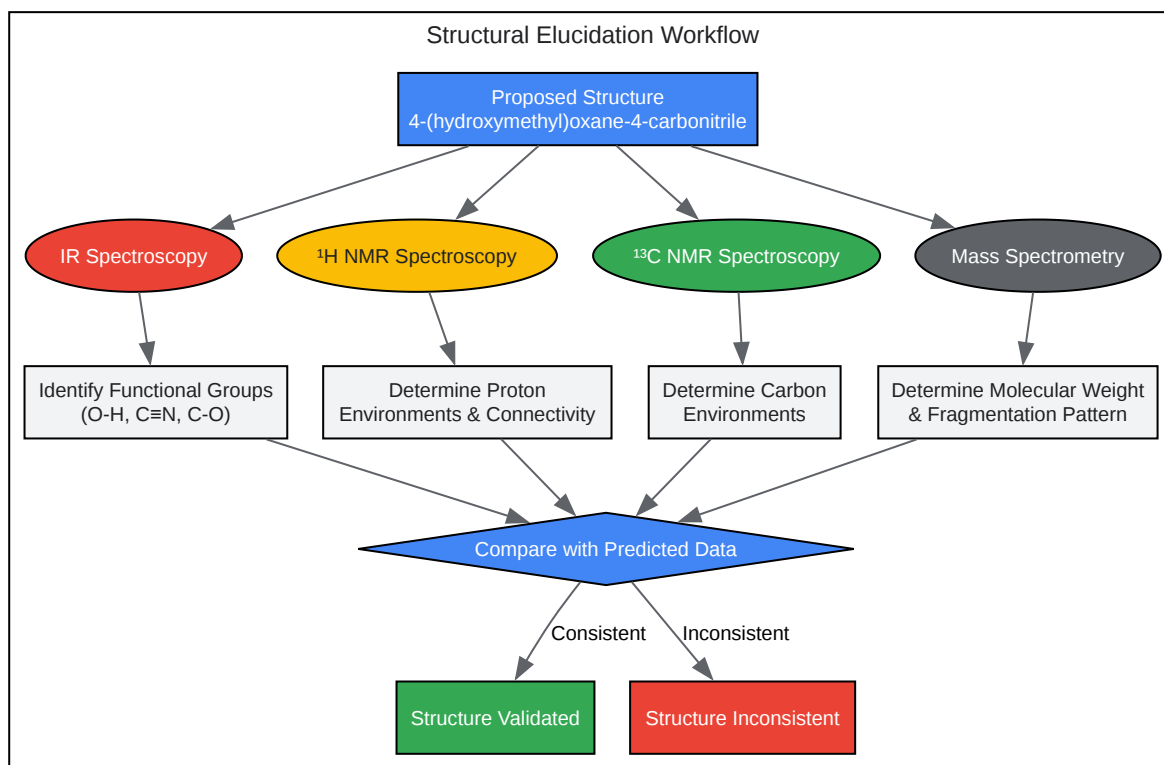 Structural Elucidation Workflow
Proposed Structure
4-(hydroxymethyl)oxane-4-carbonitrile
IR Spectroscopy
¹H NMR Spectroscopy
¹³C NMR Spectroscopy
Mass Spectrometry
Identify Functional Groups
(O-H, C≡N, C-O)
Determine Proton
Environments & Connectivity
Determine Carbon
Environments
Determine Molecular Weight
& Fragmentation Pattern
Compare with Predicted Data
Consistent
Inconsistent
Structure Validated
Structure Inconsistent